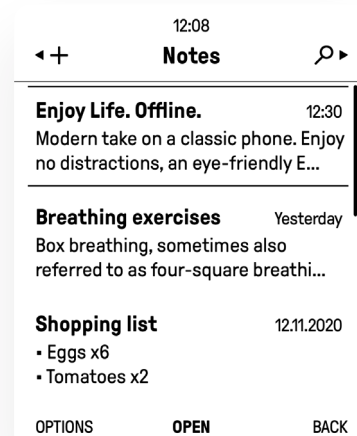 12:08
+ Notes
Enjoy Life. Offline. 12:30
Modern take on a classic phone. Enjoy
no distractions, an eye-friendly E...
Breathing exercises Yesterday
Box breathing, sometimes also
referred to as four-square breathi...
Shopping list 12.11.2020
▪ Eggs x6
▪ Tomatoes x2
OPTIONS OPEN BACK